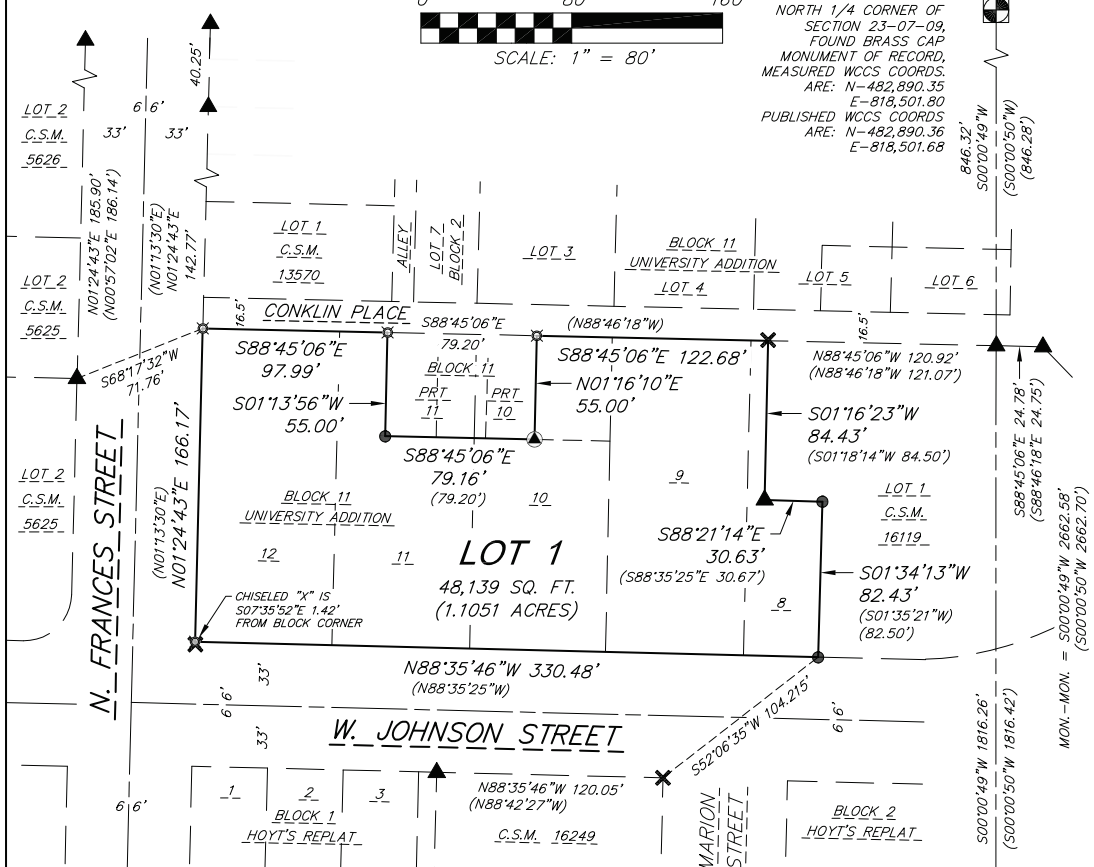 0 80 160
SCALE: 1" = 80'
NORTH 1/4 CORNER OF
SECTION 23-07-09,
FOUND BRASS CAP
MONUMENT OF RECORD,
MEASURED WCCS COORDS.
ARE: N-482,890.35
E-818,501.80
PUBLISHED WCCS COORDS
ARE: N-482,890.36
E-818,501.68
846.32'
S00°00'49"W
(S00°00'50"W)
(846.28')
40.25'
66'
33' 33'
LOT 2
C.S.M.
5626
N01°24'43"E 185.90'
(N00°57'02"E 186.14')
(N01°13'30"E)
N01°24'43"E
142.77'
LOT 2
C.S.M.
5625
S68°17'32"W
71.76'
LOT 2
C.S.M.
5625
LOT 1
C.S.M.
13570
ALLEY
LOT 7
BLOCK 2
LOT 3
BLOCK 11
UNIVERSITY ADDITION
LOT 4
LOT 5
LOT 6
16.5'
CONKLIN PLACE
S88°45'06"E
79.20'
(N88°46'18"W)
16.5'
S88°45'06"E
97.99'
S88°45'06"E 122.68'
N88°45'06"W 120.92'
(N88°46'18"W 121.07')
BLOCK 11
PRT
11
PRT
10
S01°13'56"W
55.00'
N01°16'10"E
55.00'
S88°45'06"E
79.16'
(79.20')
S01°16'23"W
84.43'
(S01°18'14"W 84.50')
S88°45'06"E 24.78'
(S88°46'18"E 24.75')
MON.-MON. = S00°00'49"W 2662.58'
(S00°00'50"W 2662.70')
N. FRANCES STREET
(N01°13'30"E)
N01°24'43"E 166.17'
BLOCK 11
UNIVERSITY ADDITION
12
11
10
9
8
LOT 1
48,139 SQ. FT.
(1.1051 ACRES)
S88°21'14"E
30.63'
(S88°35'25"E 30.67')
LOT 1
C.S.M.
16119
S01°34'13"W
82.43'
(S01°35'21"W)
(82.50')
CHISELED "X" IS
S07°35'52"E 1.42'
FROM BLOCK CORNER
N88°35'46"W 330.48'
(N88°35'25"W)
33'
66'
33'
W. JOHNSON STREET
S52°06'35"W 104.215'
66'
S00°00'49"W 1816.26'
(S00°00'50"W 1816.42')
66'
1
2
3
BLOCK 1
HOYT'S REPLAT
N88°35'46"W 120.05'
(N88°42'27"W)
C.S.M. 16249
MARION
STREET
BLOCK 2
HOYT'S REPLAT